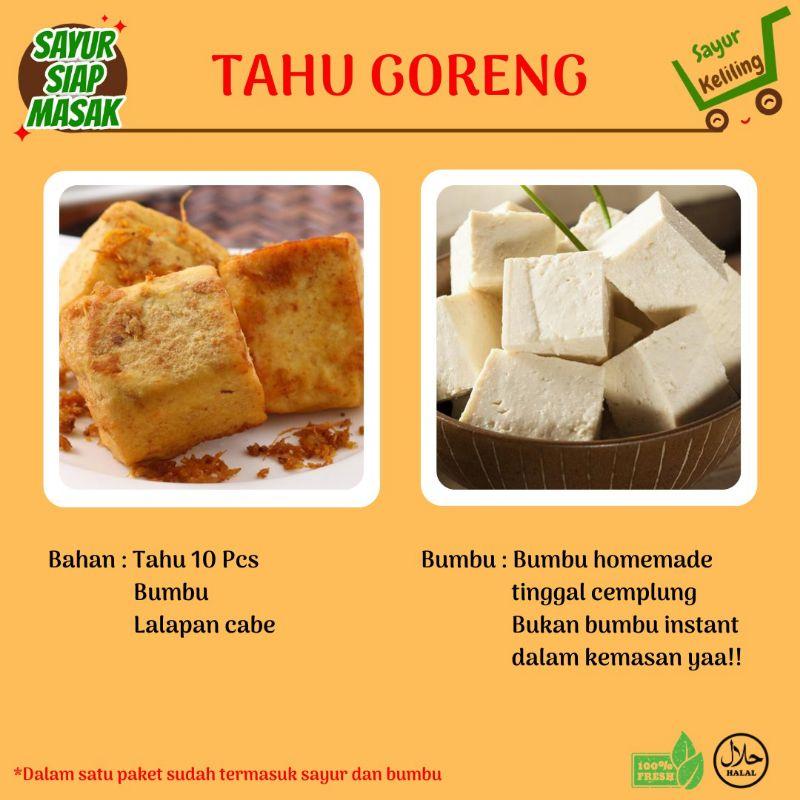 SAYUR
SIAP
MASAK
TAHU GORENG
Sayur
Keliling
Bahan : Tahu 10 Pcs
Bumbu
Lalapan cabe
Bumbu : Bumbu homemade
tinggal cemplung
Bukan bumbu instant
dalam kemasan yaa!!
*Dalam satu paket sudah termasuk sayur dan bumbu
100%
FRESH
حلال
HALAL